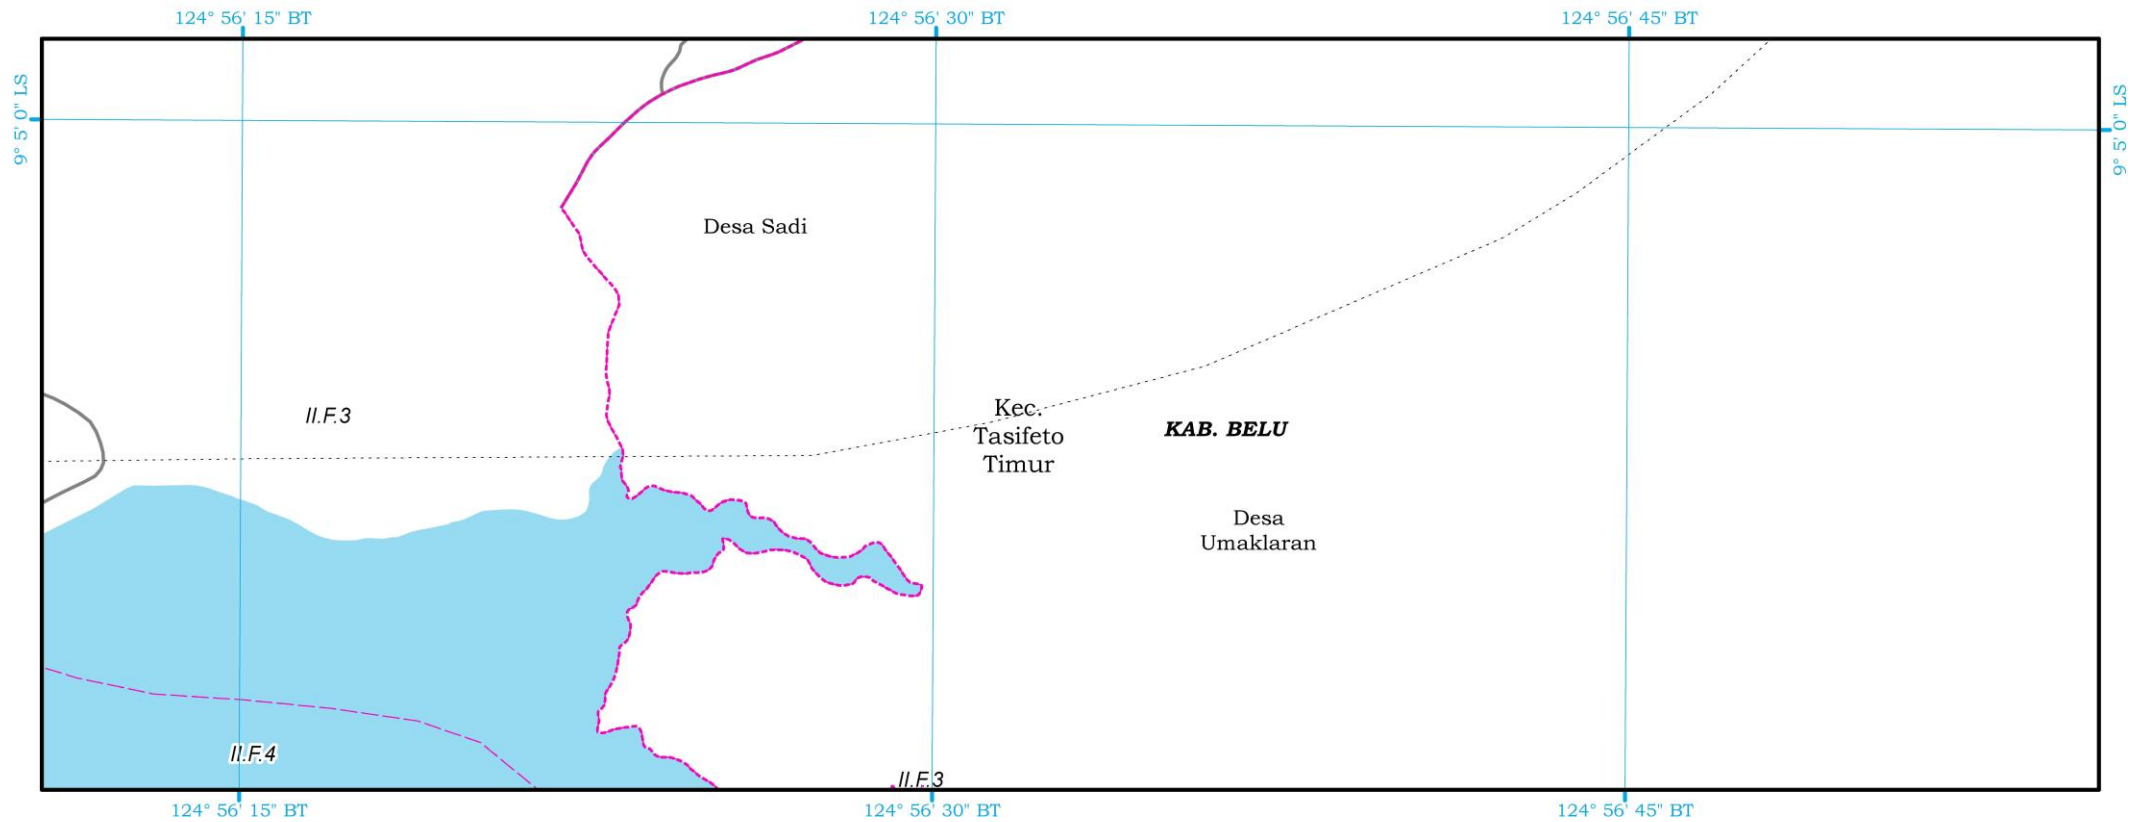 124° 56' 15" BT
124° 56' 30" BT
124° 56' 45" BT
9° 5' 0" LS
9° 5' 0" LS
Desa Sadi
II.F.3
Kec.
Tasifeto
Timur
KAB. BELU
Desa
Umaklaran
II.F.4
II.F.3
124° 56' 15" BT
124° 56' 30" BT
124° 56' 45" BT